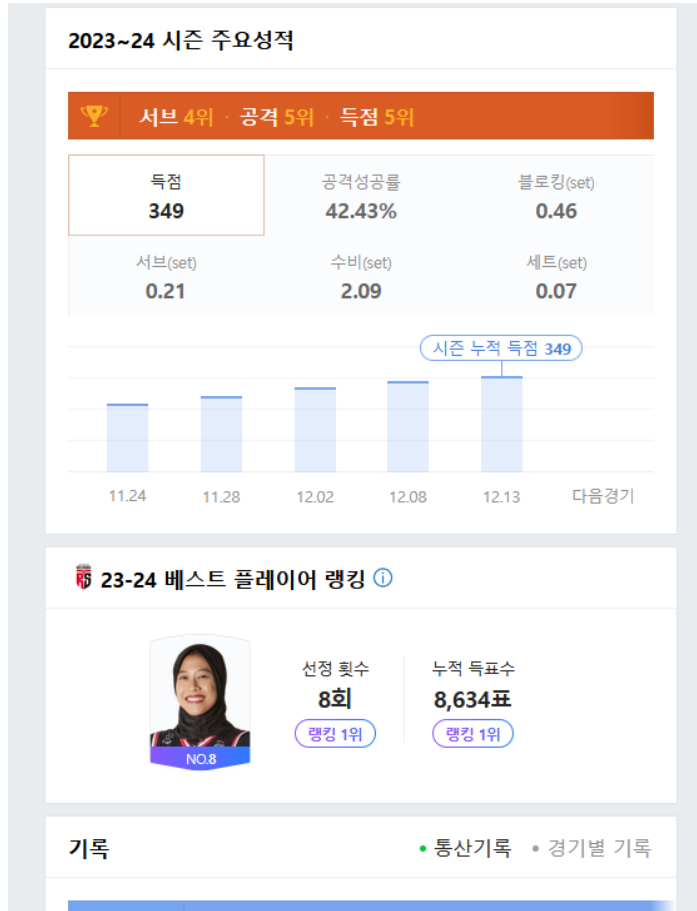 2023~24 시즌 주요성적
서브 4위 · 공격 5위 · 득점 5위
득점 공격성공률 블로킹(set)
349 42.43% 0.46
서브(set) 수비(set) 세트(set)
0.21 2.09 0.07
시즌 누적 득점 349
11.24 11.28 12.02 12.08 12.13 다음경기
RS 23-24 베스트 플레이어 랭킹 ⓘ
선정 횟수 누적 득표수
8회 8,634표
랭킹 1위 랭킹 1위
NO.8
기록 • 통산기록 • 경기별 기록